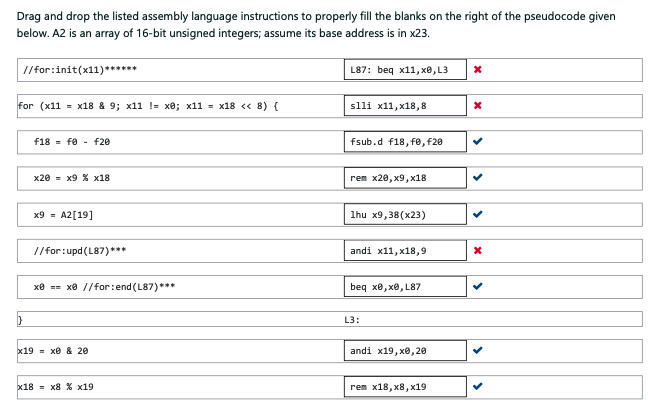 Drag and drop the listed assembly language instructions to properly fill the blanks on the right of the pseudocode given
below. A2 is an array of 16-bit unsigned integers; assume its base address is in x23.
//for:init(x11)****** L87: beq x11,x0,L3
for (x11 = x18 & 9; x11 != x0; x11 = x18 << 8) { slli x11,x18,8
f18 = f0 - f20 fsub.d f18,f0,f20
x20 = x9 % x18 rem x20,x9,x18
x9 = A2[19] lhu x9,38(x23)
//for:upd(L87)*** andi x11,x18,9
x0 == x0 //for:end(L87)*** beq x0,x0,L87
} L3:
x19 = x0 & 20 andi x19,x0,20
x18 = x8 % x19 rem x18,x8,x19